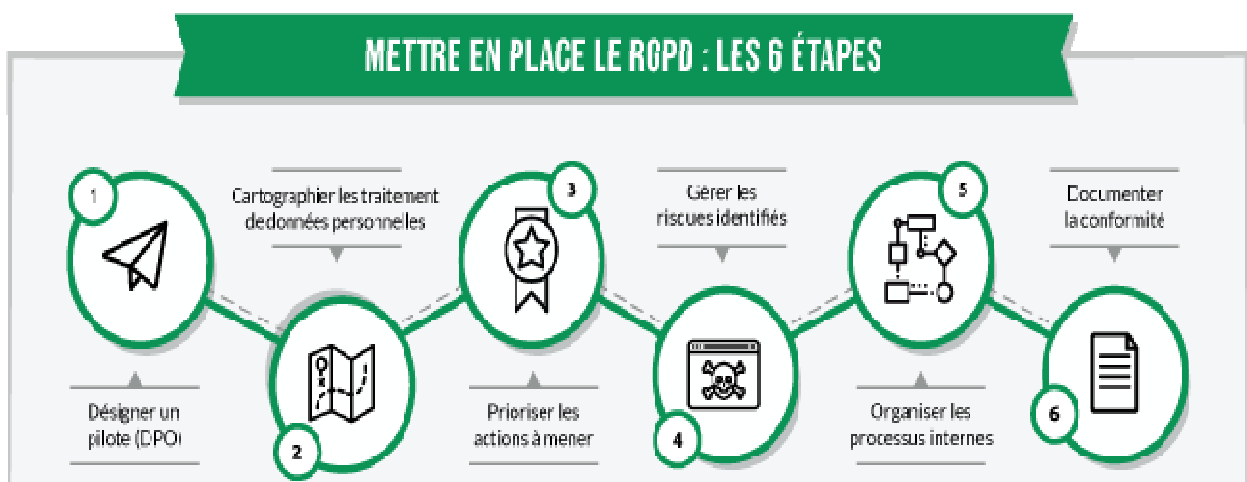 METTRE EN PLACE LE RGPD : LES 6 ÉTAPES
1
Désigner un
pilote (DPO)
Cartographier les traitement
de données personnelles
2
3
Prioriser les
actions à mener
Gérer les
riscues identifiés
4
5
Organiser les
processus internes
Documenter
la conformité
6